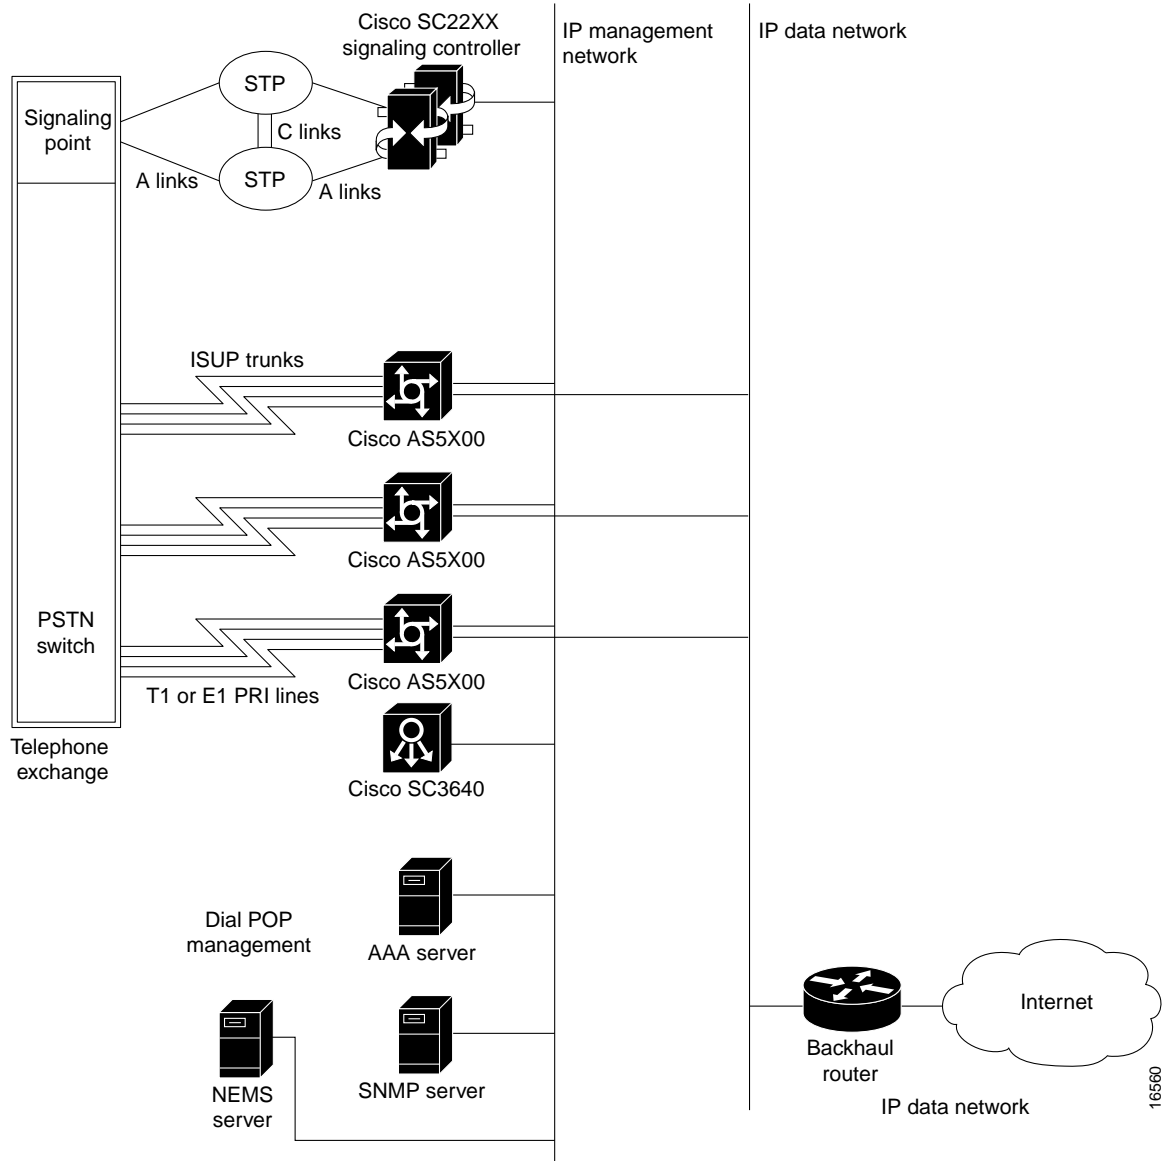 Cisco SC22XX
signaling controller
IP management
network
IP data network
STP
Signaling
point
C links
STP
A links
A links
ISUP trunks
Cisco AS5X00
Cisco AS5X00
PSTN
switch
Cisco AS5X00
T1 or E1 PRI lines
Telephone
exchange
Cisco SC3640
Dial POP
management
AAA server
Internet
Backhaul
router
NEMS
server
SNMP server
IP data network
16560